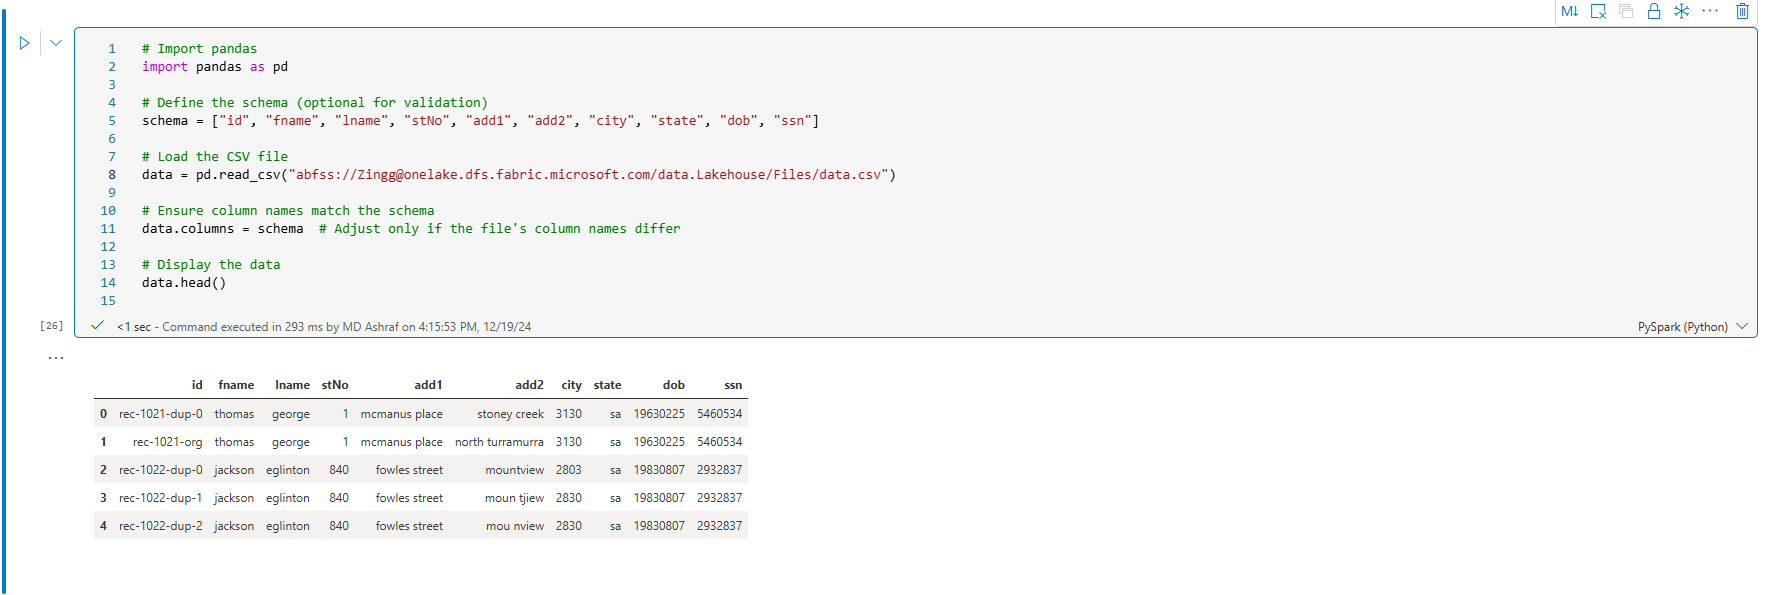 M↓
1 # Import pandas
2 import pandas as pd
3
4 # Define the schema (optional for validation)
5 schema = ["id", "fname", "lname", "stNo", "add1", "add2", "city", "state", "dob", "ssn"]
6
7 # Load the CSV file
8 data = pd.read_csv("abfss://Zingg@onelake.dfs.fabric.microsoft.com/data.Lakehouse/Files/data.csv")
9
10 # Ensure column names match the schema
11 data.columns = schema  # Adjust only if the file's column names differ
12
13 # Display the data
14 data.head()
15
[26] <1 sec - Command executed in 293 ms by MD Ashraf on 4:15:53 PM, 12/19/24 PySpark (Python)
id fname lname stNo add1 add2 city state dob ssn
0 rec-1021-dup-0 thomas george 1 mcmanus place stoney creek 3130 sa 19630225 5460534
1 rec-1021-org thomas george 1 mcmanus place north turramurra 3130 sa 19630225 5460534
2 rec-1022-dup-0 jackson eglinton 840 fowles street mountview 2803 sa 19830807 2932837
3 rec-1022-dup-1 jackson eglinton 840 fowles street moun tjiew 2830 sa 19830807 2932837
4 rec-1022-dup-2 jackson eglinton 840 fowles street mou nview 2830 sa 19830807 2932837